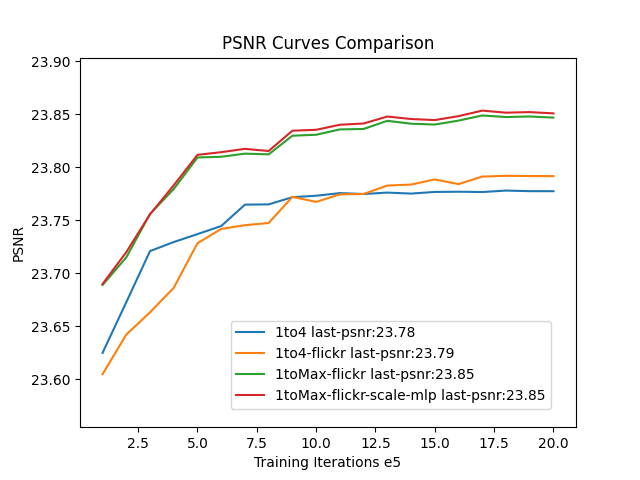 PSNR Curves Comparison
PSNR
23.90
23.85
23.80
23.75
23.70
23.65
23.60
1to4 last-psnr:23.78
1to4-flickr last-psnr:23.79
1toMax-flickr last-psnr:23.85
1toMax-flickr-scale-mlp last-psnr:23.85
2.5 5.0 7.5 10.0 12.5 15.0 17.5 20.0
Training Iterations e5